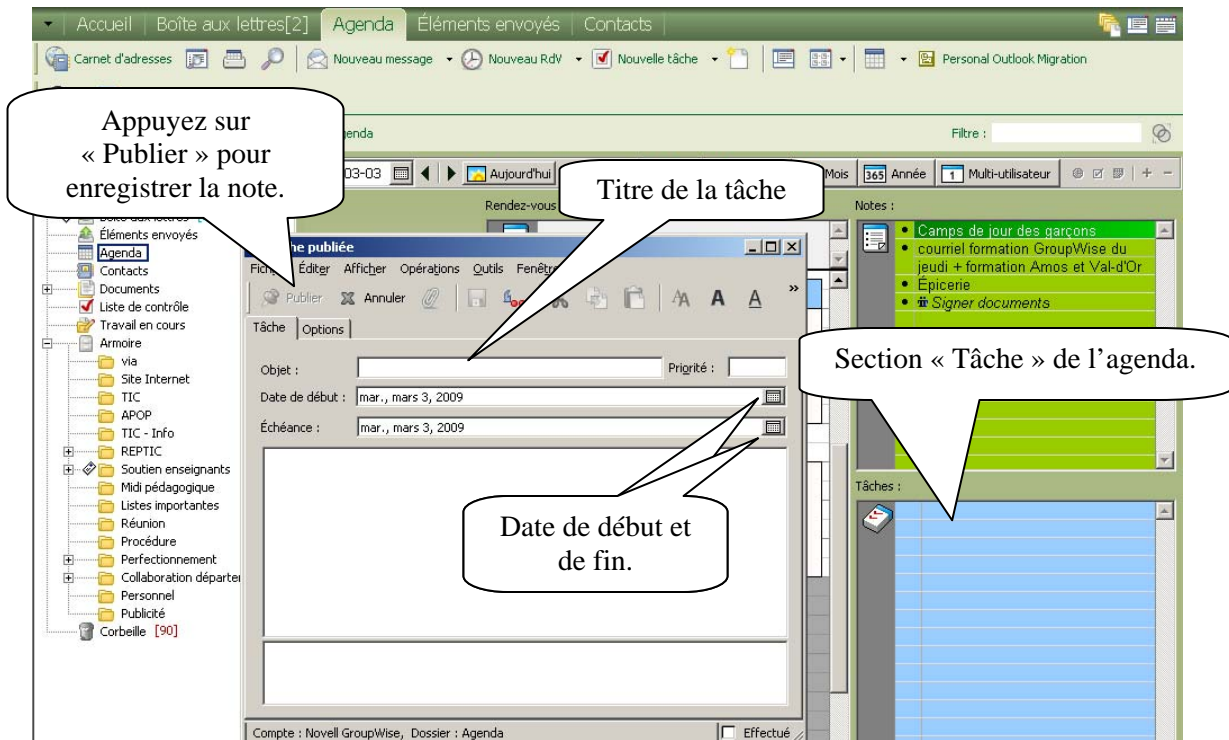 Accueil | Boîte aux lettres[2] Agenda Éléments envoyés | Contacts
Carnet d'adresses Nouveau message Nouveau RdV Nouvelle tâche Personal Outlook Migration
Appuyez sur
« Publier » pour
enregistrer la note.
enda
Filtre :
03-03 Aujourd'hui Mois 365 Année 1 Multi-utilisateur
Titre de la tâche
Rendez-vous
Notes :
Boîte aux lettres
Éléments envoyés
Agenda
Contacts
Documents
Liste de contrôle
Travail en cours
Armoire
via
Site Internet
TIC
APOP
TIC - Info
REPTIC
Soutien enseignants
Midi pédagogique
Listes importantes
Réunion
Procédure
Perfectionnement
Collaboration départe
Personnel
Publicité
Corbeille [90]
he publiée
Fich Éditer Afficher Opérations Outils Fenêtre
Publier Annuler A A A »
Tâche Options
Objet : Priorité :
Date de début : mar., mars 3, 2009
Échéance : mar., mars 3, 2009
Date de début et
de fin.
Compte : Novell GroupWise, Dossier : Agenda Effectué
Camps de jour des garçons
courriel formation GroupWise du
jeudi + formation Amos et Val-d'Or
Épicerie
Signer documents
Section « Tâche » de l'agenda.
Tâches :